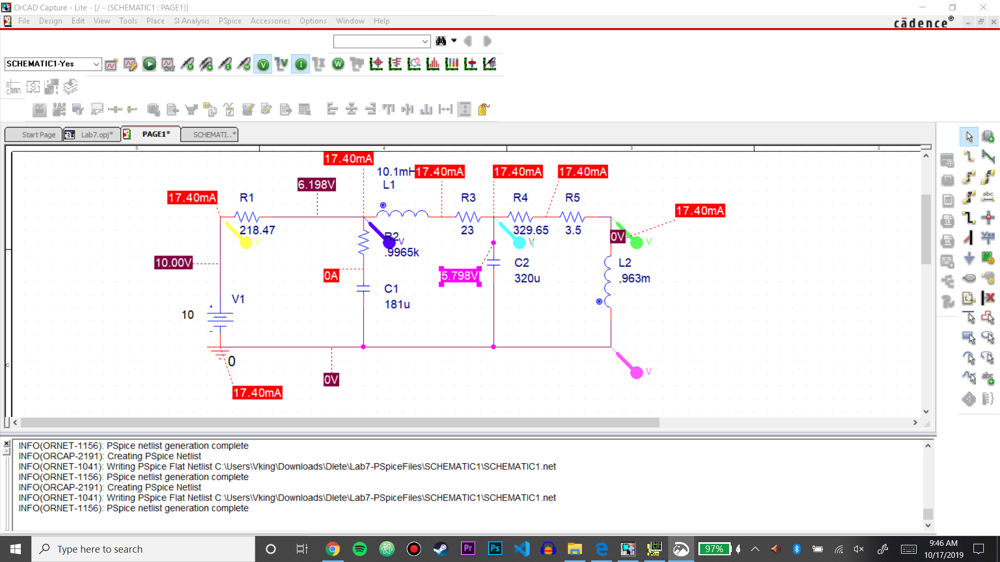 OrCAD Capture - Lite - [/ - (SCHEMATIC1 : PAGE1)]
File Design Edit View Tools Place SI Analysis PSpice Accessories Options Window Help
cādence®
SCHEMATIC1-Yes
Start Page Lab7.opj* PAGE1* SCHEMATI..*
5 4 3 2
17.40mA
10.1mH 17.40mA 17.40mA 17.40mA
6.198V L1
17.40mA R1 R3 R4 R5
17.40mA
218.47 23 329.65 3.5
V R2 V V 0V V
.9965k
10.00V C2 L2
0A 5.798V 320u ,963m
C1
V1 181u
10
0
V
0V
17.40mA
C
INFO(ORNET-1156): PSpice netlist generation complete
INFO(ORCAP-2191): Creating PSpice Netlist
INFO(ORNET-1041): Writing PSpice Flat Netlist C:\Users\Vking\Downloads\Dlete\Lab7-PSpiceFiles\SCHEMATIC1\SCHEMATIC1.net
INFO(ORNET-1156): PSpice netlist generation complete
INFO(ORCAP-2191): Creating PSpice Netlist
INFO(ORNET-1041): Writing PSpice Flat Netlist C:\Users\Vking\Downloads\Dlete\Lab7-PSpiceFiles\SCHEMATIC1\SCHEMATIC1.net
INFO(ORNET-1156): PSpice netlist generation complete
Type here to search
Pr Ps
97%
9:46 AM
10/17/2019